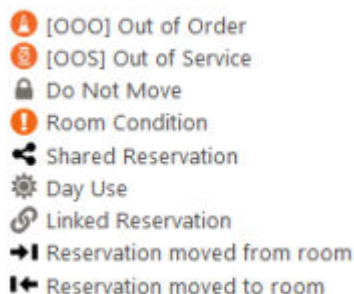 [OOO] Out of Order
[OOS] Out of Service
Do Not Move
Room Condition
Shared Reservation
Day Use
Linked Reservation
Reservation moved from room
Reservation moved to room